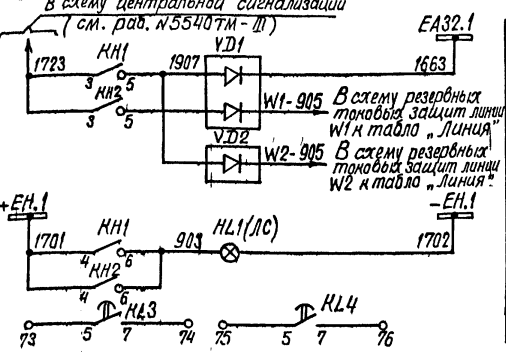 В схему центральной сигнализации
(см. раб. №5540тм-III)
ЕА32.1
1723
КН1
1907
VD1
1663
3
5
КН2
3
5
W1-905
В схему резервных
токовых защит линии
W1 к табло „Линия"
VD2
W2-905
В схему резервных
токовых защит линии
W2 к табло „Линия".
+ЕН.1
-ЕН.1
1701
КН1
903
HL1(ЛС)
1702
4
6
КН2
4
6
KL3
KL4
73
5
7
74
75
5
7
76